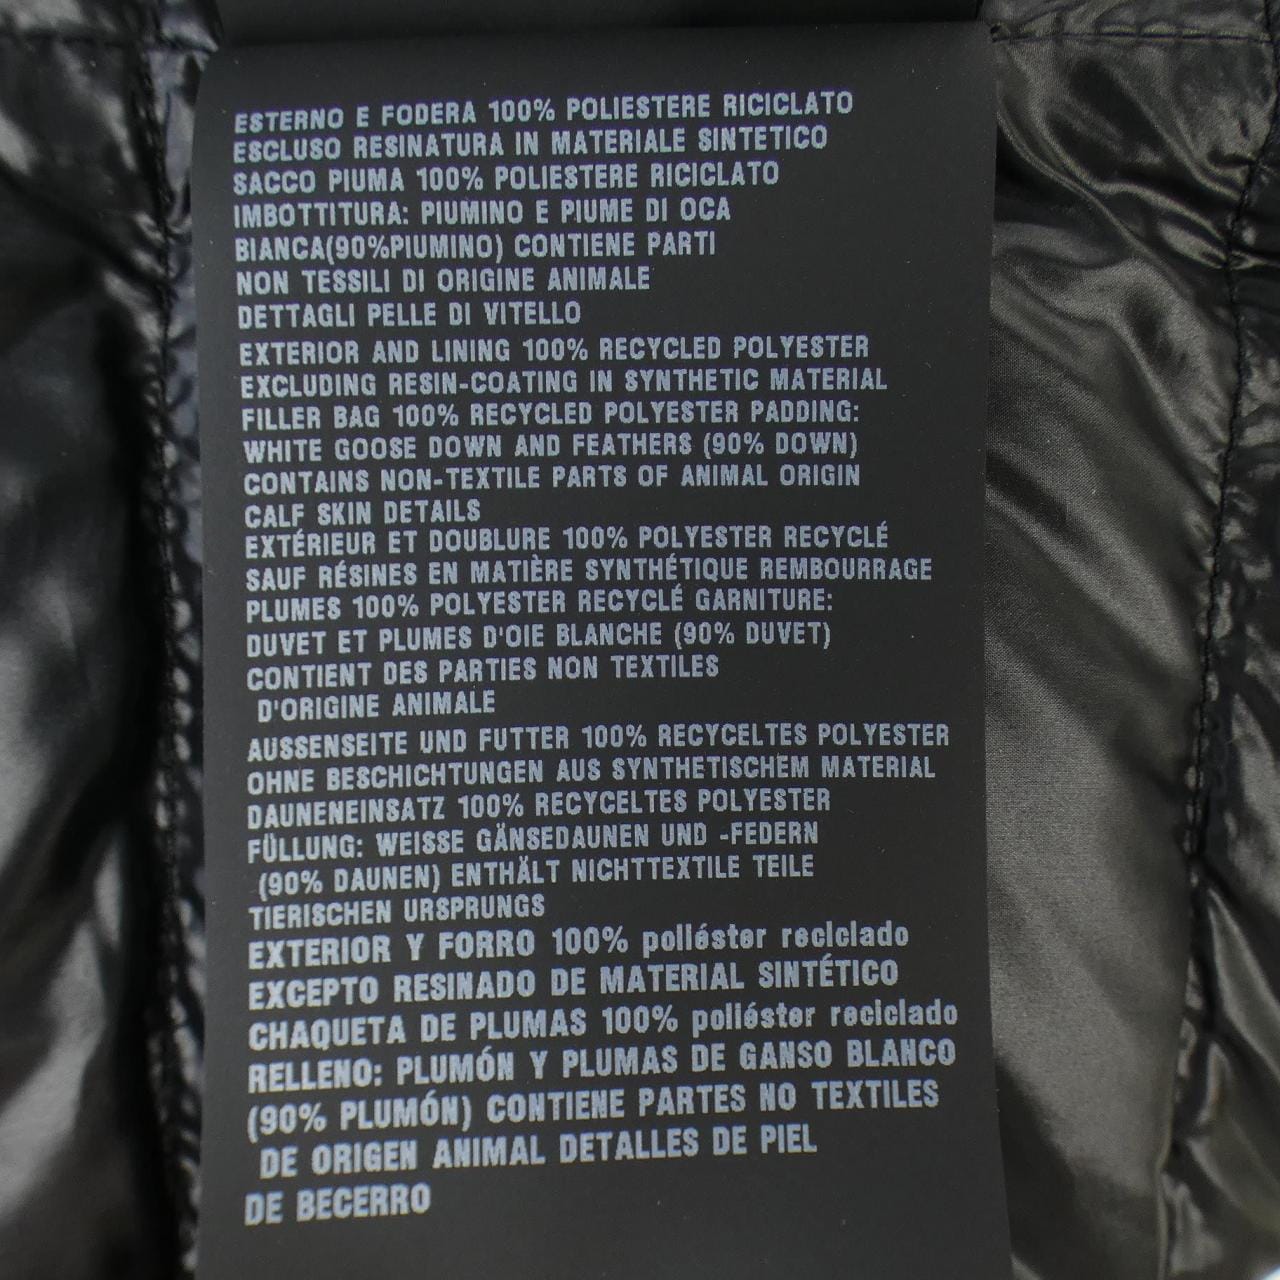 ESTERNO E FODERA 100% POLIESTERE RICICLATO
ESCLUSO RESINATURA IN MATERIALE SINTETICO
SACCO PIUMA 100% POLIESTERE RICICLATO
IMBOTTITURA: PIUMINO E PIUME DI OCA
BIANCA(90%PIUMINO) CONTIENE PARTI
NON TESSILI DI ORIGINE ANIMALE
DETTAGLI PELLE DI VITELLO
EXTERIOR AND LINING 100% RECYCLED POLYESTER
EXCLUDING RESIN-COATING IN SYNTHETIC MATERIAL
FILLER BAG 100% RECYCLED POLYESTER PADDING:
WHITE GOOSE DOWN AND FEATHERS (90% DOWN)
CONTAINS NON-TEXTILE PARTS OF ANIMAL ORIGIN
CALF SKIN DETAILS
EXTÉRIEUR ET DOUBLURE 100% POLYESTER RECYCLÉ
SAUF RÉSINES EN MATIÈRE SYNTHÉTIQUE REMBOURRAGE
PLUMES 100% POLYESTER RECYCLÉ GARNITURE:
DUVET ET PLUMES D'OIE BLANCHE (90% DUVET)
CONTIENT DES PARTIES NON TEXTILES
D'ORIGINE ANIMALE
AUSSENSEITE UND FUTTER 100% RECYCELTES POLYESTER
OHNE BESCHICHTUNGEN AUS SYNTHETISCHEM MATERIAL
DAUNENEINSATZ 100% RECYCELTES POLYESTER
FÜLLUNG: WEISSE GÄNSEDAUNEN UND -FEDERN
(90% DAUNEN) ENTHÄLT NICHTTEXTILE TEILE
TIERISCHEN URSPRUNGS
EXTERIOR Y FORRO 100% poliéster reciclado
EXCEPTO RESINADO DE MATERIAL SINTÉTICO
CHAQUETA DE PLUMAS 100% poliéster reciclado
RELLENO: PLUMÓN Y PLUMAS DE GANSO BLANCO
(90% PLUMÓN) CONTIENE PARTES NO TEXTILES
DE ORIGEN ANIMAL DETALLES DE PIEL
DE BECERRO